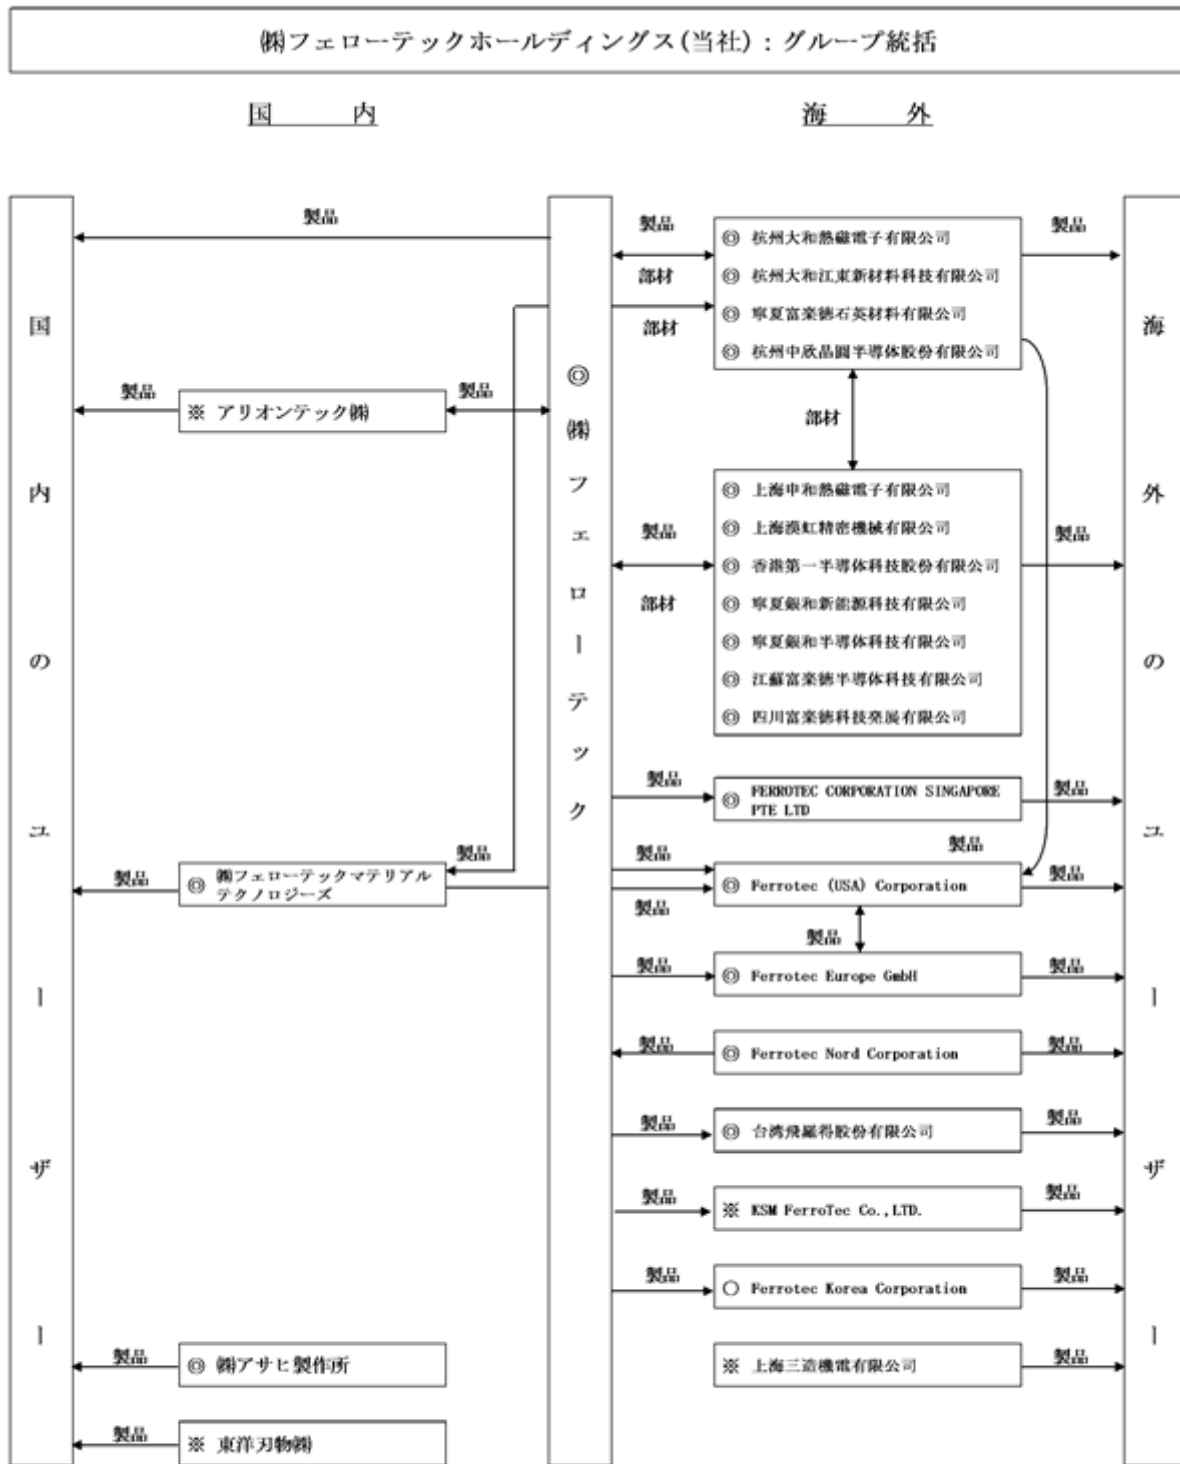 ㈱フェローテックホールディングス(当社)：グループ統括
国 内
海 外
国内のユーザー
◎㈱フェローテック
海外のユーザー
製品
製品
※ アリオンテック㈱
製品
製品
◎ ㈱フェローテックマテリアル
テクノロジーズ
製品
製品
◎ ㈱アサヒ製作所
製品
※ 東洋刃物㈱
製品
部材
部材
◎ 杭州大和熱磁電子有限公司
◎ 杭州大和江東新材料科技有限公司
◎ 寧夏富楽徳石英材料有限公司
◎ 杭州中欣晶圓半導体股份有限公司
製品
部材
製品
部材
◎ 上海申和熱磁電子有限公司
◎ 上海漢虹精密機械有限公司
◎ 香港第一半導体科技股份有限公司
◎ 寧夏銀和新能源科技有限公司
◎ 寧夏銀和半導体科技有限公司
◎ 江蘇富楽徳半導体科技有限公司
◎ 四川富楽徳科技発展有限公司
製品
製品
◎ FERROTEC CORPORATION SINGAPORE
PTE LTD
製品
製品
製品
製品
◎ Ferrotec (USA) Corporation
製品
製品
製品
◎ Ferrotec Europe GmbH
製品
製品
◎ Ferrotec Nord Corporation
製品
製品
◎ 台湾飛羅得股份有限公司
製品
製品
※ KSM FerroTec Co.,LTD.
製品
製品
○ Ferrotec Korea Corporation
製品
※ 上海三造機電有限公司
製品